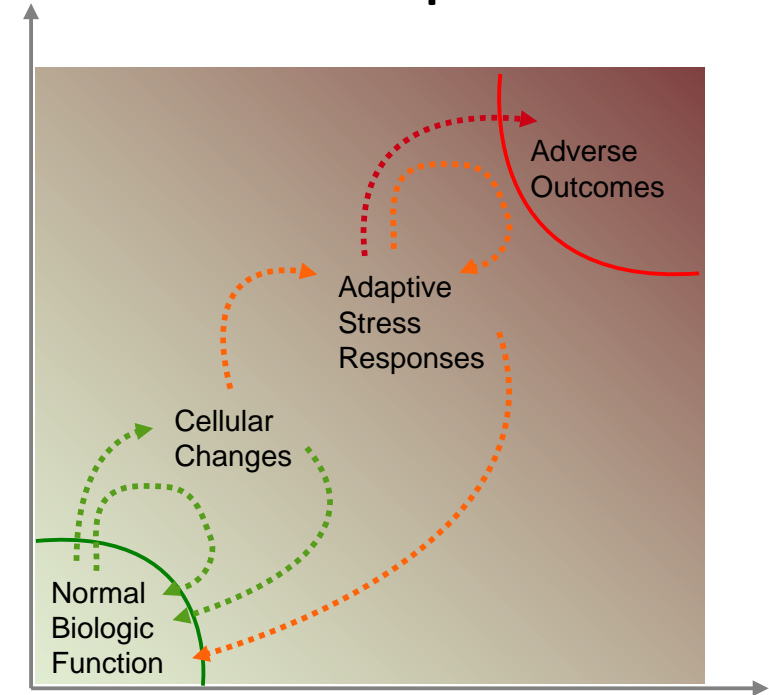 Adverse
Outcomes
Adaptive
Stress
Responses
Cellular
Changes
Normal
Biologic
Function